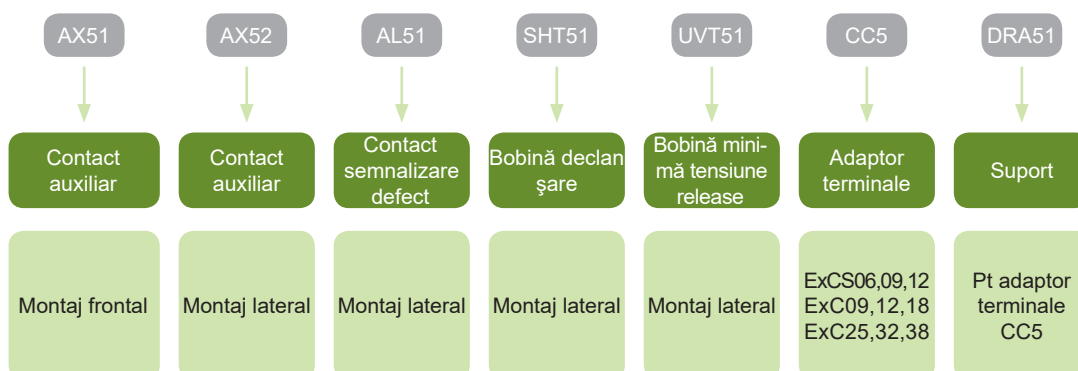 AX51
AX52
AL51
SHT51
UVT51
CC5
DRA51
Contact
auxiliar
Contact
auxiliar
Contact
semnalizare
defect
Bobină declan
şare
Bobină mini-
mă tensiune
release
Adaptor
terminale
Suport
Montaj frontal
Montaj lateral
Montaj lateral
Montaj lateral
Montaj lateral
ExCS06,09,12
ExC09,12,18
ExC25,32,38
Pt adaptor
terminale
CC5